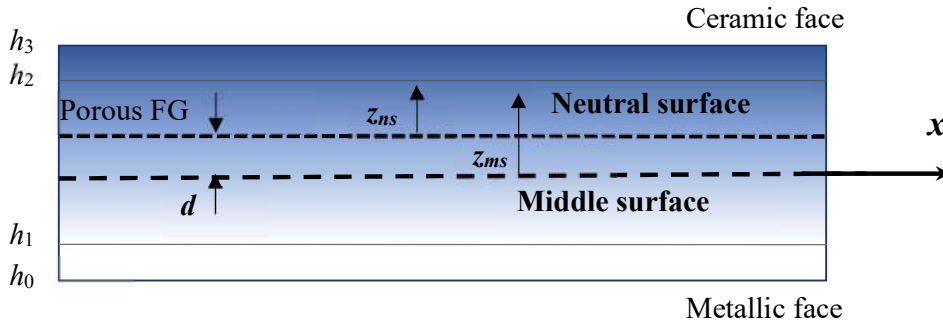 Ceramic face
h3
h2
Porous FG
zns
Neutral surface
x
zms
d
Middle surface
h1
h0
Metallic face